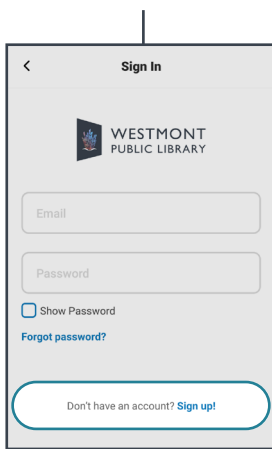 Sign In
WESTMONT
PUBLIC LIBRARY
Email
Password
Show Password
Forgot password?
Don't have an account? Sign up!